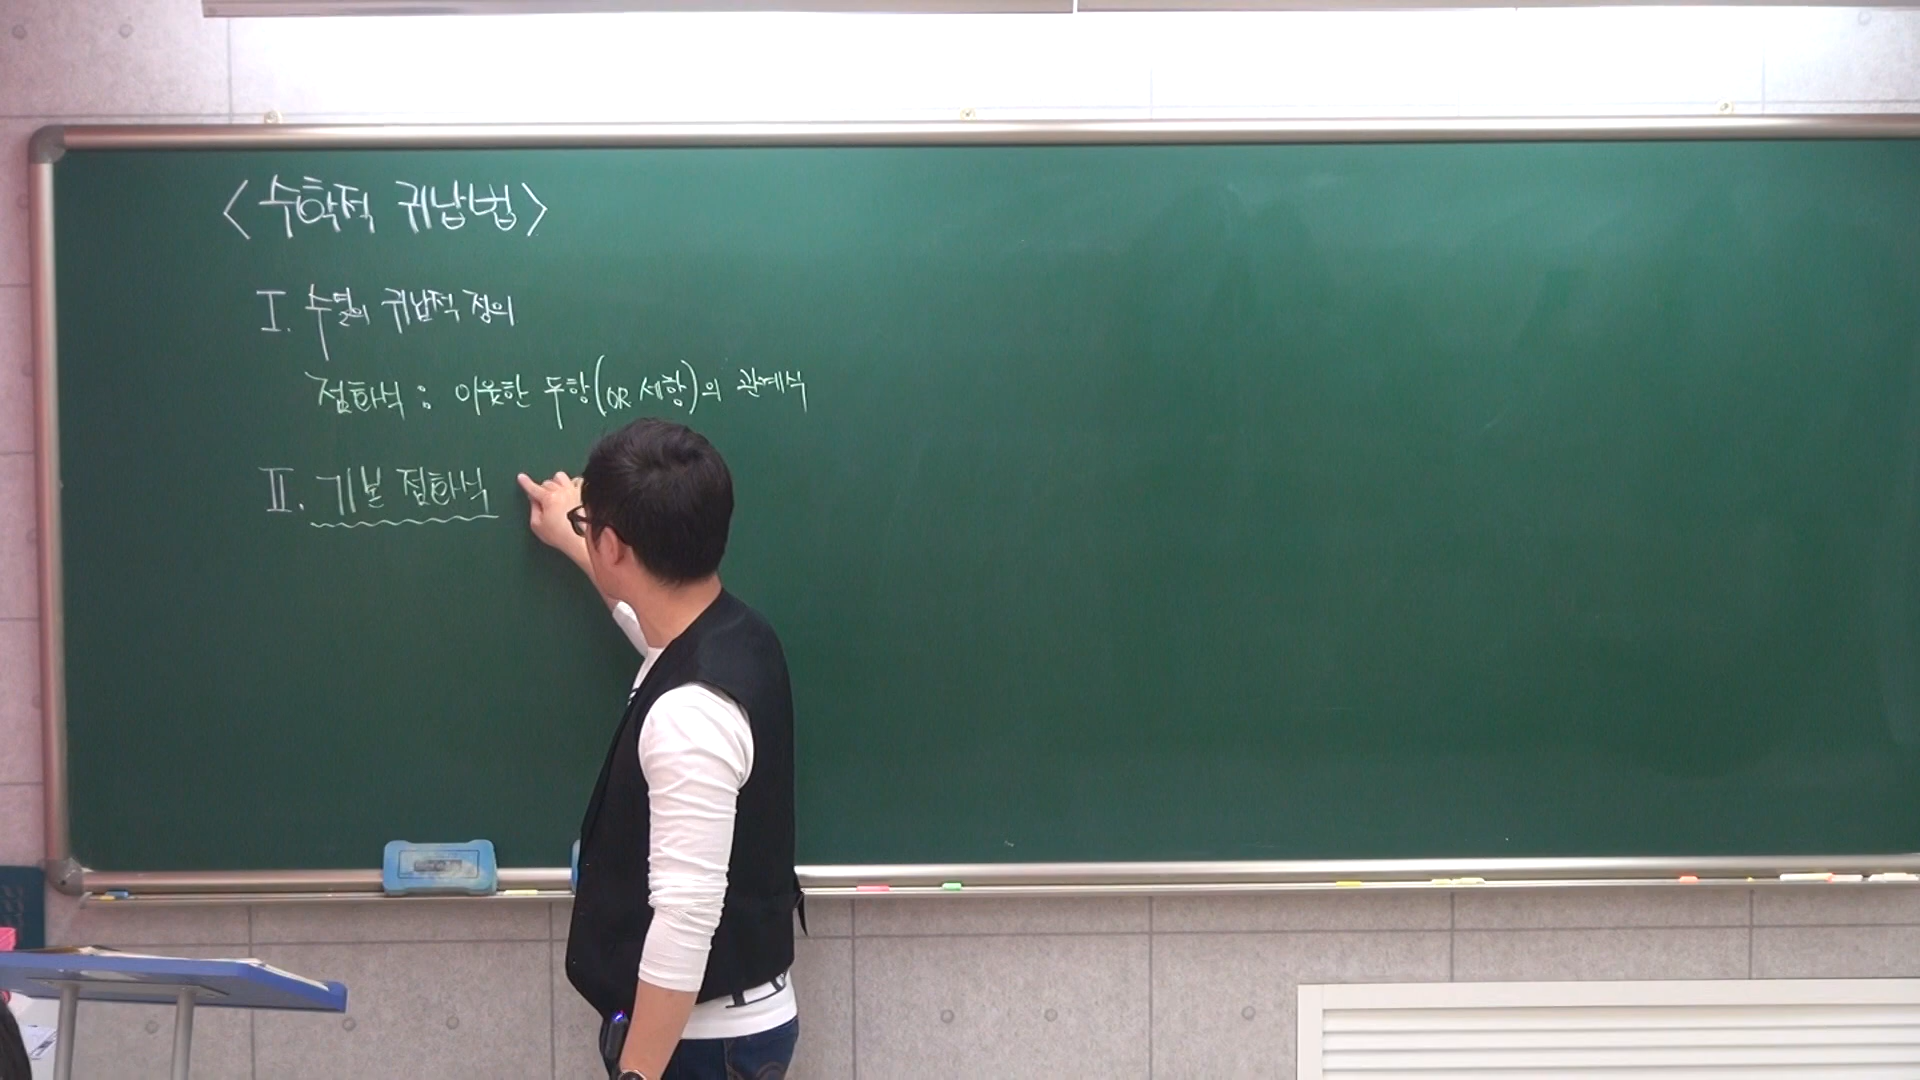 <수학적 귀납법>
I. 수열의 귀납적 정의
점화식 : 이웃한 두항(OR 세항)의 관계식
II. 기본 점화식